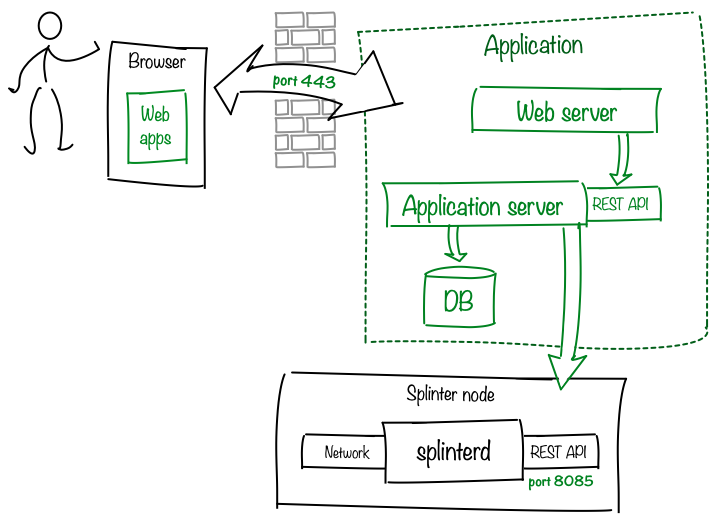 Browser
Web
apps
port 443
Application
Web server
Application server
REST API
DB
Splinter node
Network
splinterd
REST API
port 8085